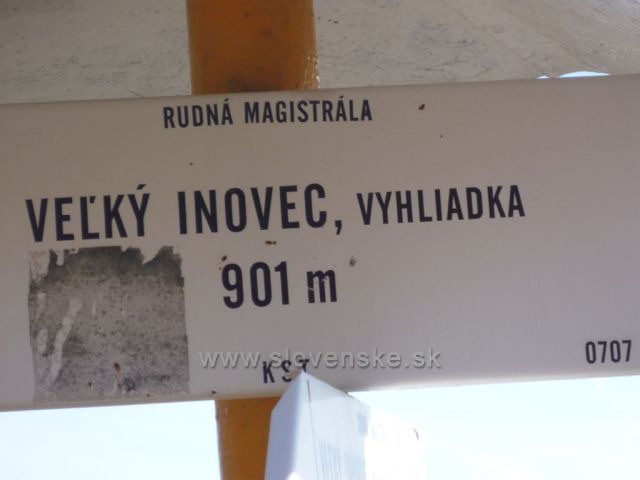 RUDNÁ MAGISTRÁLA
VEĽKÝ INOVEC, VYHLIADKA
901 m
www.slovenske.sk
KST
0707